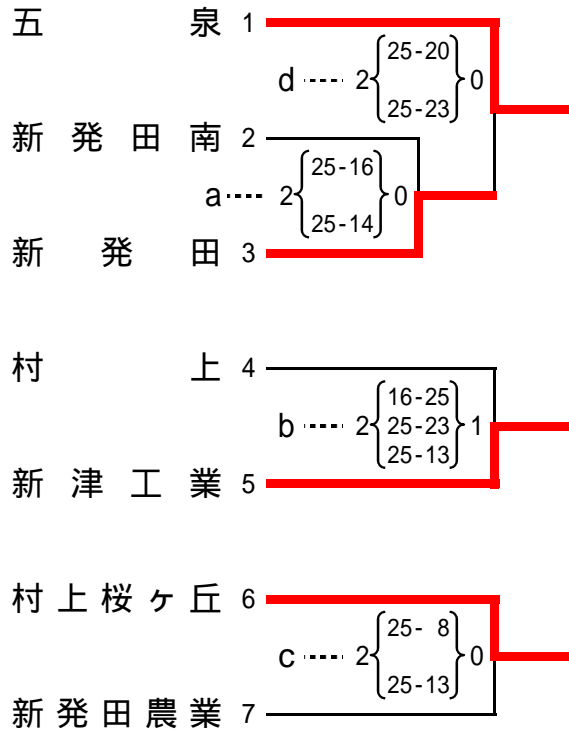 五泉 1
d 2 25-20 0
25-23
新発田南 2
a 2 25-16 0
25-14
新発田 3
村上 4
16-25
b 2 25-23 1
25-13
新津工業 5
村上桜ヶ丘 6
c 2 25- 8 0
25-13
新発田農業 7